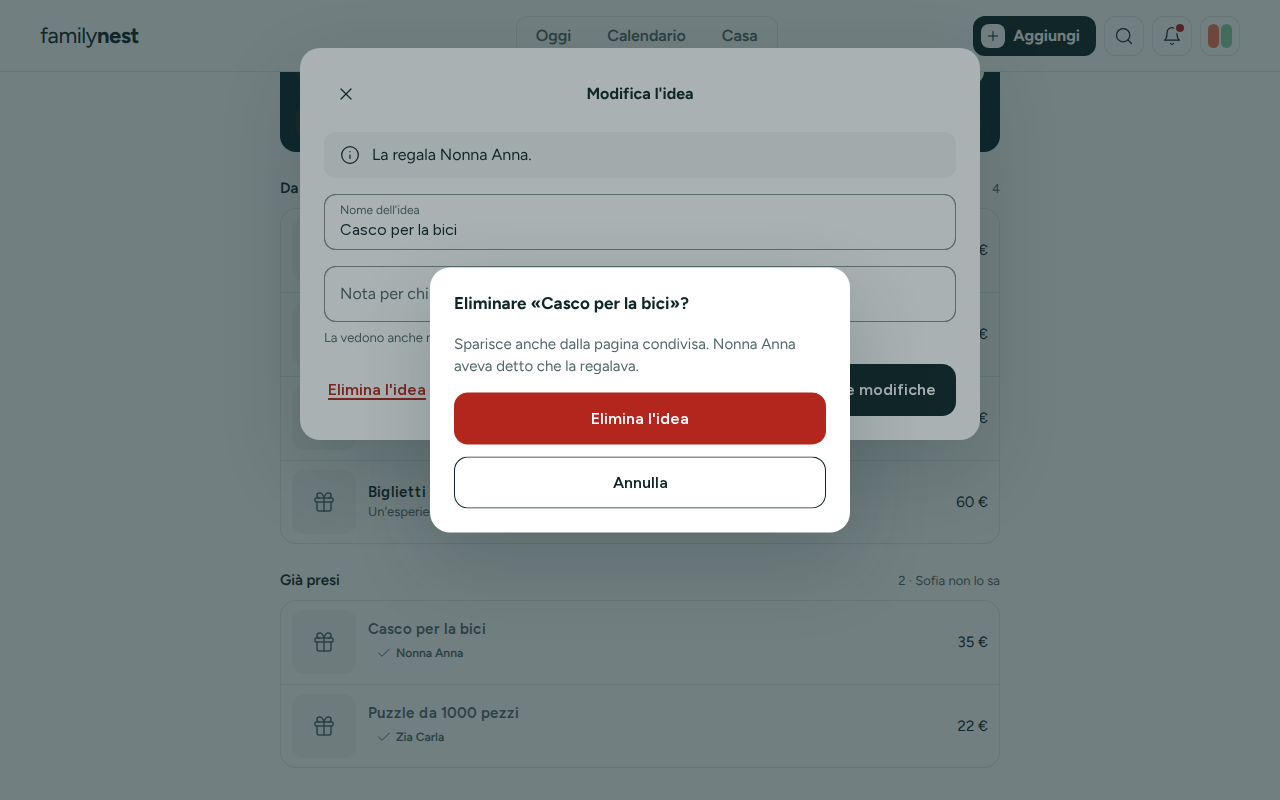 familynest
Oggi
Calendario
Casa
Aggiungi
Modifica l'idea
La regala Nonna Anna.
Da
4
Nome dell'idea
Casco per la bici
€
Nota per chi
€
La vedono anche
Elimina l'idea
e modifiche
€
Eliminare «Casco per la bici»?
Sparisce anche dalla pagina condivisa. Nonna Anna
aveva detto che la regalava.
Elimina l'idea
Annulla
Biglietti
60 €
Già presi
2 · Sofia non lo sa
Casco per la bici
Nonna Anna
35 €
Puzzle da 1000 pezzi
Zia Carla
22 €